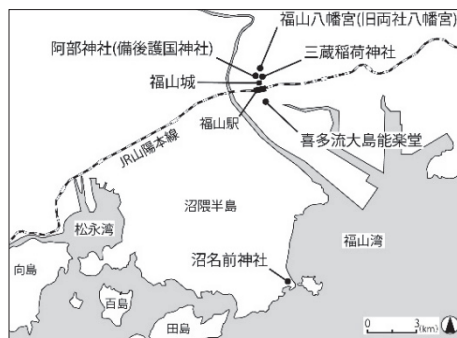 福山八幡宮(旧両社八幡宮)
阿部神社(備後護国神社)
三蔵稲荷神社
福山城
福山駅
JR山陽本線
喜多流大島能楽堂
沼隈半島
松永湾
福山湾
向島
沼名前神社
百島
田島
0 3
(km)